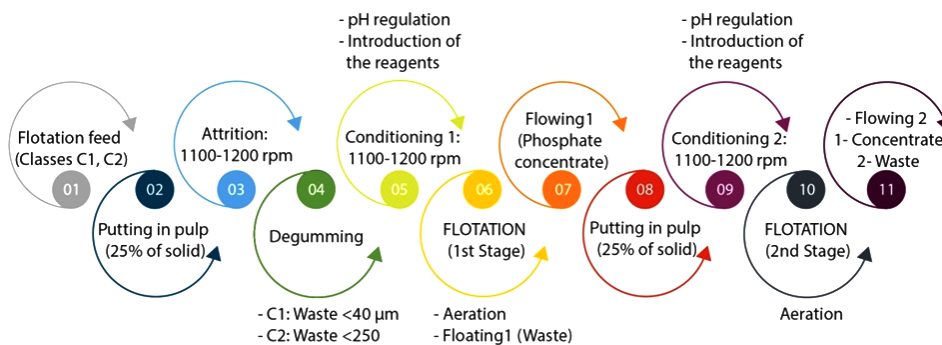 Flotation feed
(Classes C1, C2)
01
02
Putting in pulp
(25% of solid)
Attrition:
1100-1200 rpm
03
04
Degumming
- C1: Waste <40 µm
- C2: Waste <250
- pH regulation
- Introduction of
the reagents
Conditioning 1:
1100-1200 rpm
05
06
FLOTATION
(1st Stage)
- Aeration
- Floating1 (Waste)
Flowing1
(Phosphate
concentrate)
07
08
Putting in pulp
(25% of solid)
- pH regulation
- Introduction of
the reagents
Conditioning 2:
1100-1200 rpm
09
10
FLOTATION
(2nd Stage)
Aeration
- Flowing 2
1- Concentrate
2- Waste
11